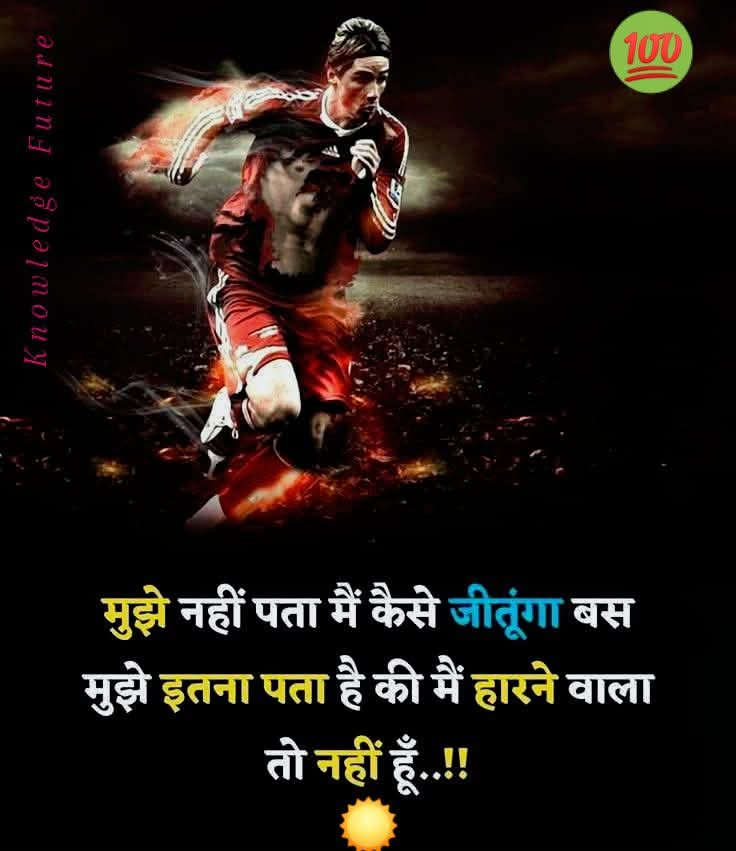 Knowledge Future
100
मुझे नहीं पता मैं कैसे जीतूंगा बस
मुझे इतना पता है की मैं हारने वाला
तो नहीं हूँ..!!